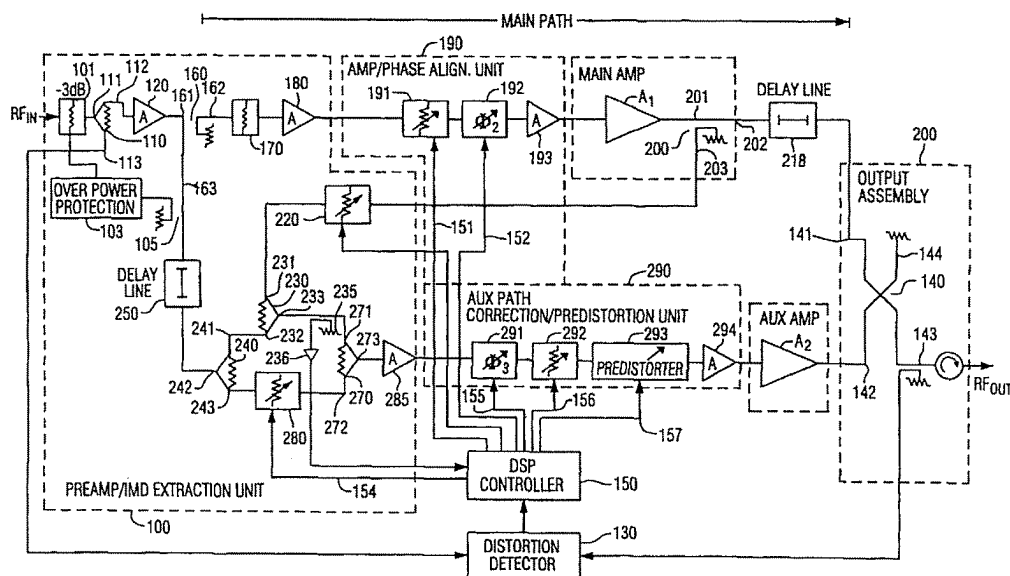 MAIN PATH
190
-3dB
101
111
112
120
160
161
162
180
AMP/PHASE ALIGN. UNIT
191
192
Φ2
MAIN AMP
A1
201
DELAY LINE
RFIN
A
A
A
110
170
193
200
202
218
200
113
203
OVER POWER PROTECTION
163
103
105
220
151
152
OUTPUT ASSEMBLY
141
144
140
DELAY LINE
250
231
230
233
235
271
290
AUX PATH CORRECTION/PREDISTORTION UNIT
241
240
232
236
273
291
292
293
294
AUX AMP
A2
143
A
Φ3
PREDISTORTER
A
242
243
270
285
142
RFOUT
280
272
155
156
157
DSP CONTROLLER
150
PREAMP/IMD EXTRACTION UNIT
154
100
130
DISTORTION DETECTOR